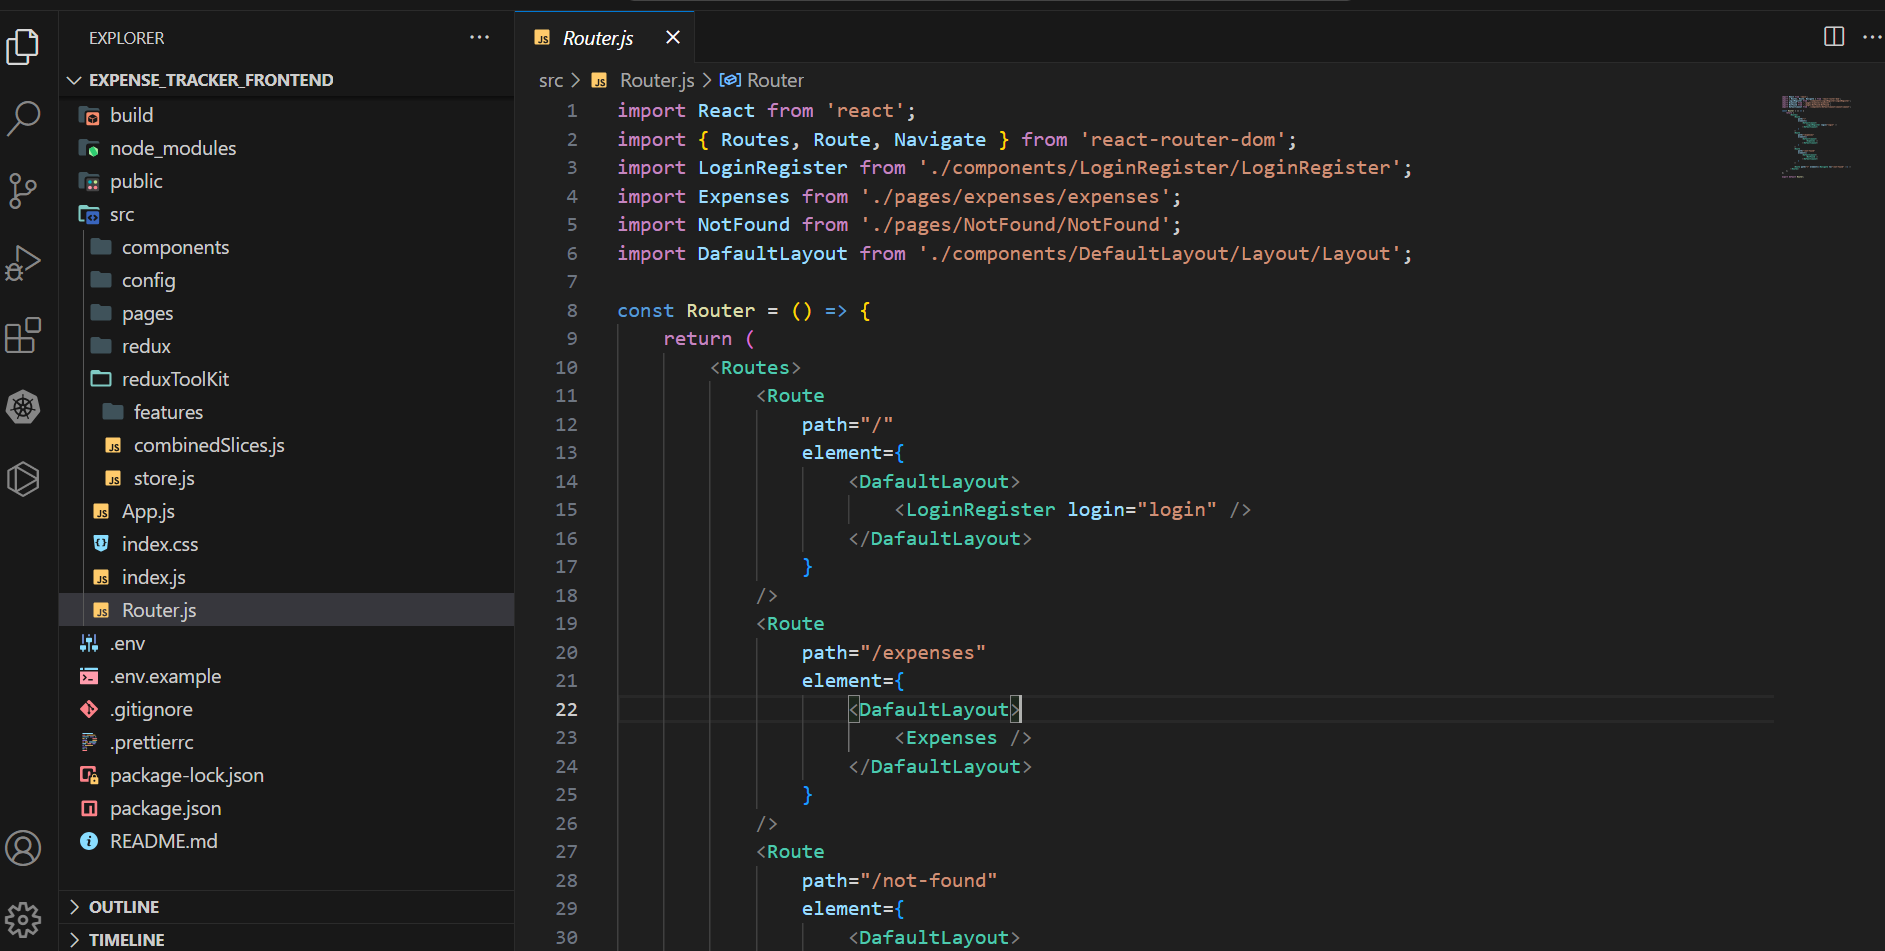 EXPLORER
EXPENSE_TRACKER_FRONTEND
build
node_modules
public
src
components
config
pages
redux
reduxToolKit
features
combinedSlices.js
store.js
App.js
index.css
index.js
Router.js
.env
.env.example
.gitignore
.prettierrc
package-lock.json
package.json
README.md
OUTLINE
TIMELINE
JS Router.js
src > JS Router.js > Router
1 import React from 'react';
2 import { Routes, Route, Navigate } from 'react-router-dom';
3 import LoginRegister from './components/LoginRegister/LoginRegister';
4 import Expenses from './pages/expenses/expenses';
5 import NotFound from './pages/NotFound/NotFound';
6 import DafaultLayout from './components/DefaultLayout/Layout/Layout';
7
8 const Router = () => {
9 return (
10 <Routes>
11 <Route
12 path="/"
13 element={
14 <DafaultLayout>
15 <LoginRegister login="login" />
16 </DafaultLayout>
17 }
18 />
19 <Route
20 path="/expenses"
21 element={
22 <DafaultLayout>
23 <Expenses />
24 </DafaultLayout>
25 }
26 />
27 <Route
28 path="/not-found"
29 element={
30 <DafaultLayout>